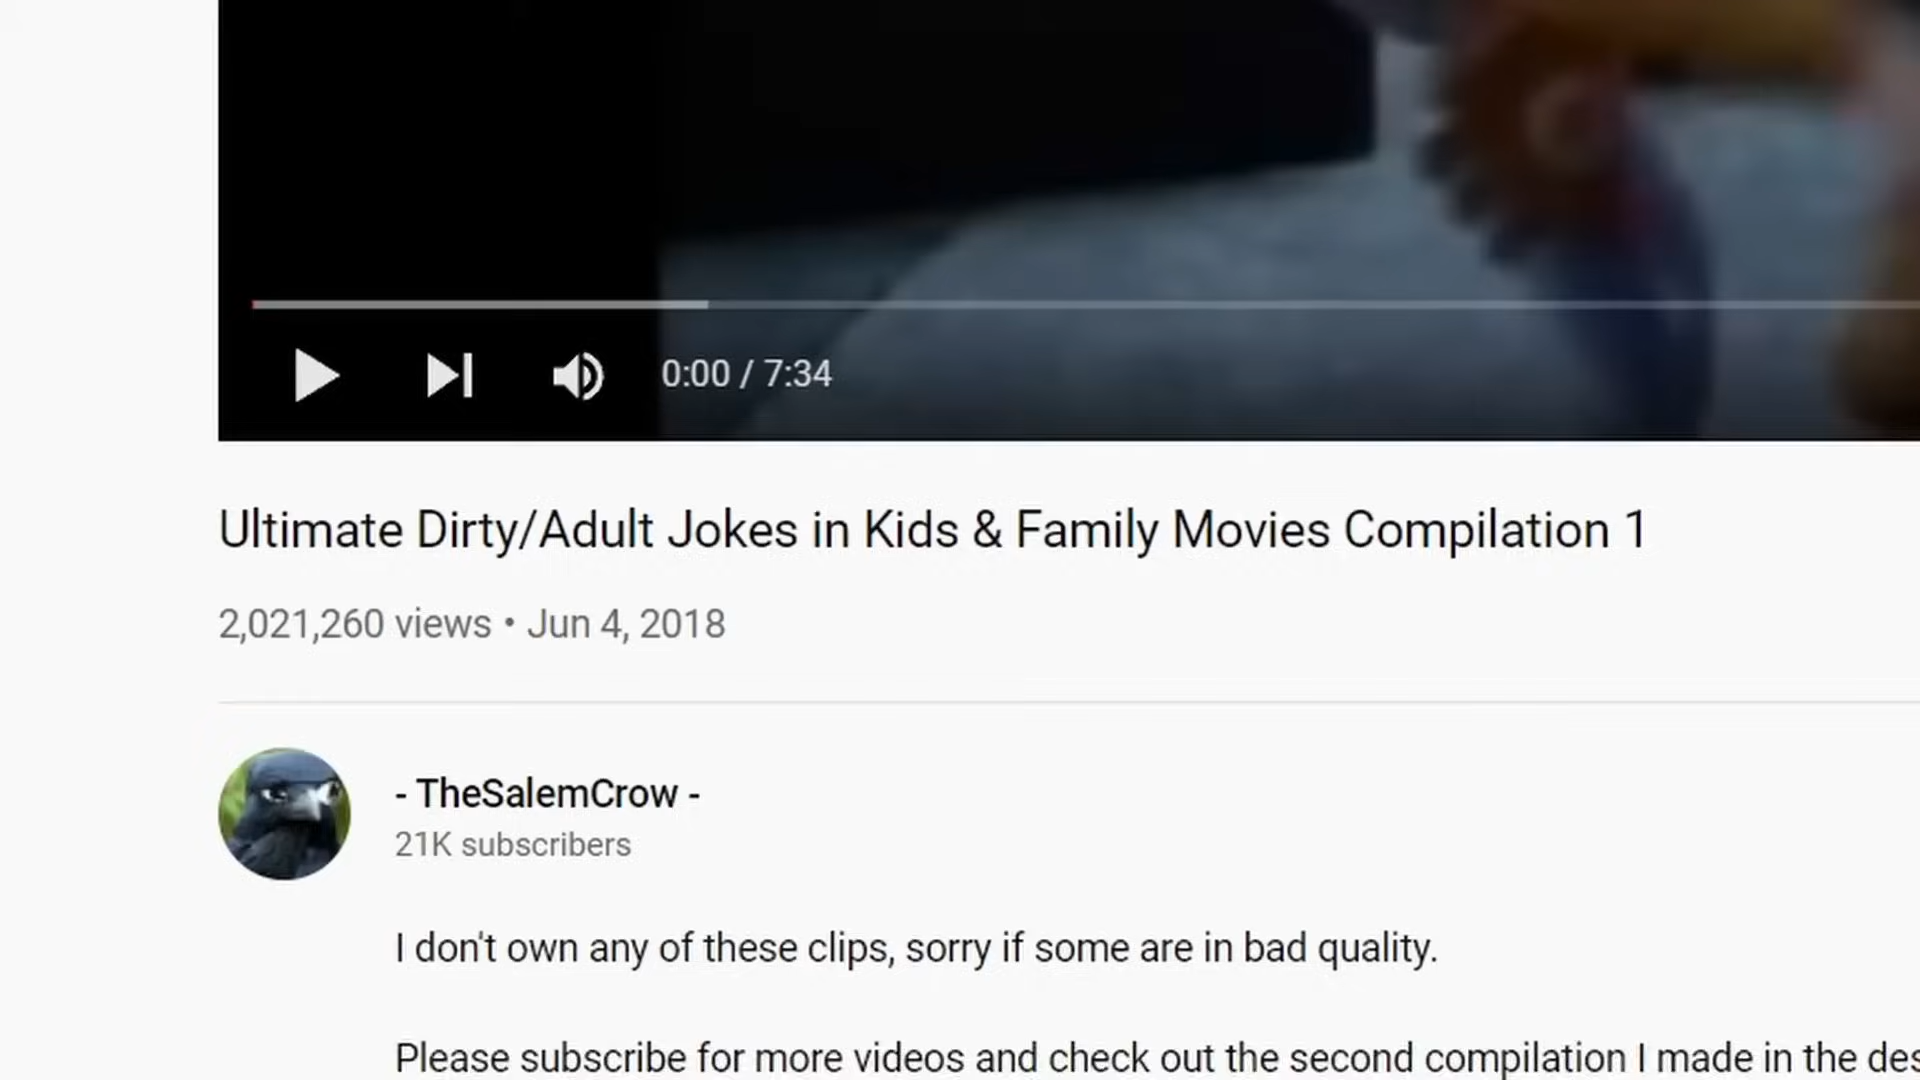 0:00 / 7:34
Ultimate Dirty/Adult Jokes in Kids & Family Movies Compilation 1
2,021,260 views • Jun 4, 2018
- TheSalemCrow -
21K subscribers
I don't own any of these clips, sorry if some are in bad quality.
Please subscribe for more videos and check out the second compilation I made in the des